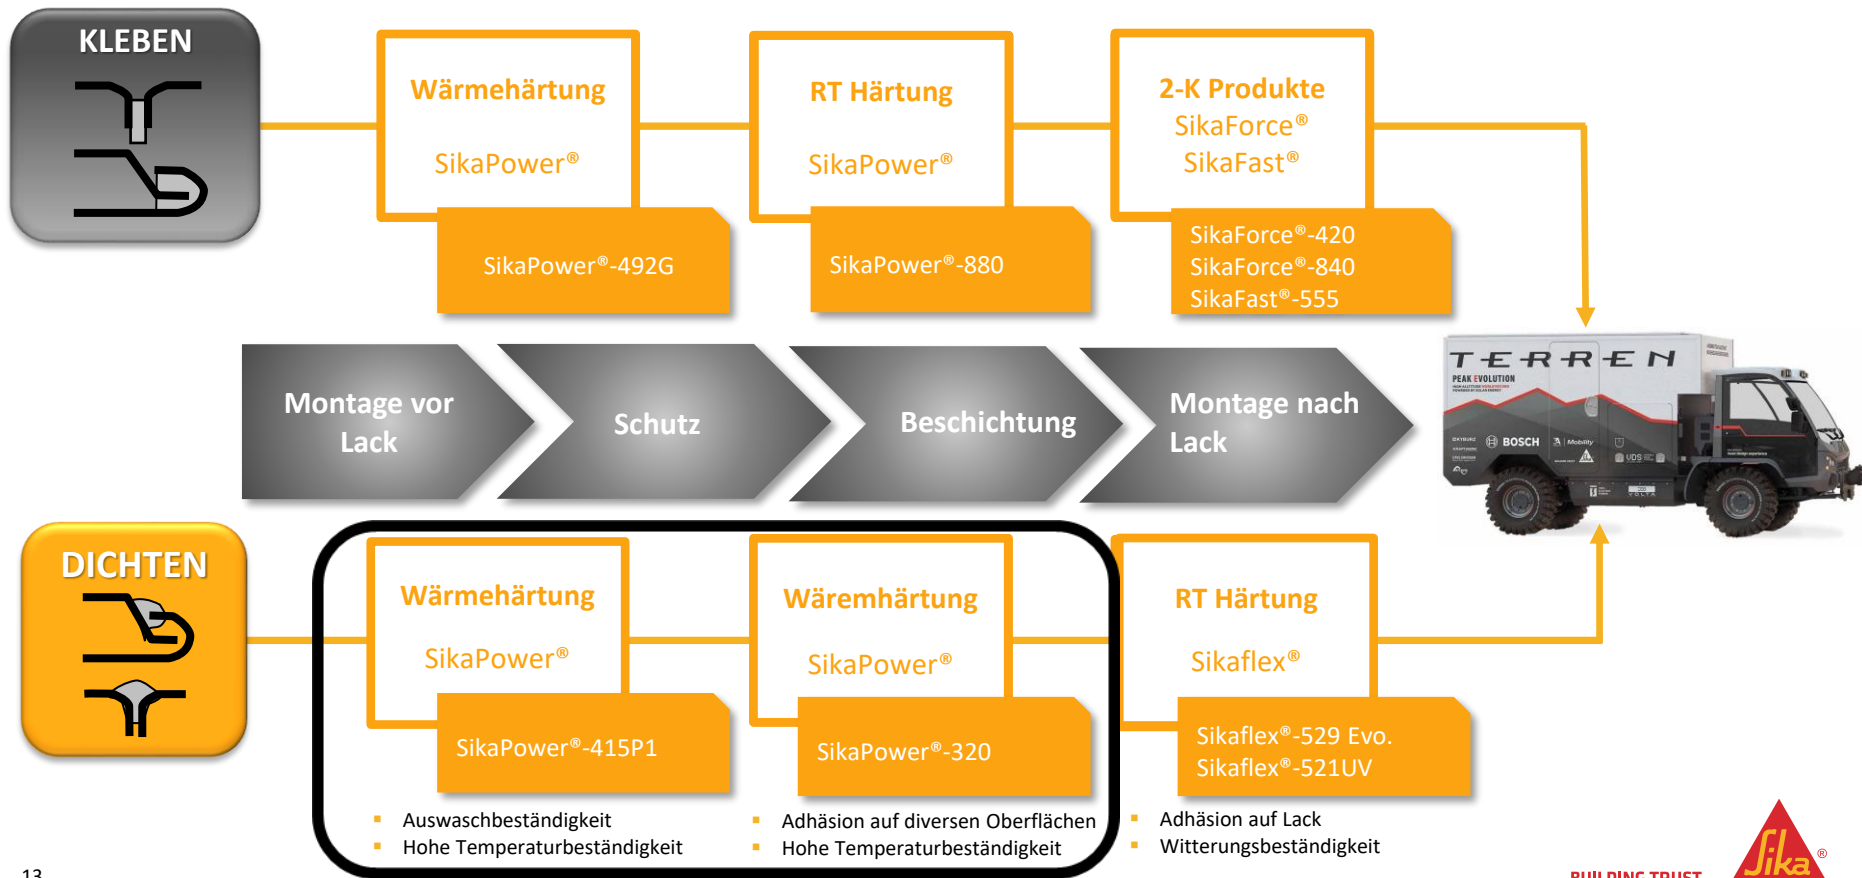 KLEBEN
Wärmehärtung
SikaPower®
SikaPower®-492G
RT Härtung
SikaPower®
SikaPower®-880
2-K Produkte
SikaForce®
SikaFast®
SikaForce®-420
SikaForce®-840
SikaFast®-555
Montage vor
Lack
Schutz
Beschichtung
Montage nach
Lack
TERREN
PEAK EVOLUTION
BOSCH
Mobility
UDS
VOLTA
DICHTEN
Wärmehärtung
SikaPower®
SikaPower®-415P1
Auswaschbeständigkeit
Hohe Temperaturbeständigkeit
Wäremhärtung
SikaPower®
SikaPower®-320
Adhäsion auf diversen Oberflächen
Hohe Temperaturbeständigkeit
RT Härtung
Sikaflex®
Sikaflex®-529 Evo.
Sikaflex®-521UV
Adhäsion auf Lack
Witterungsbeständigkeit
13
BUILDING TRUST
Sika®